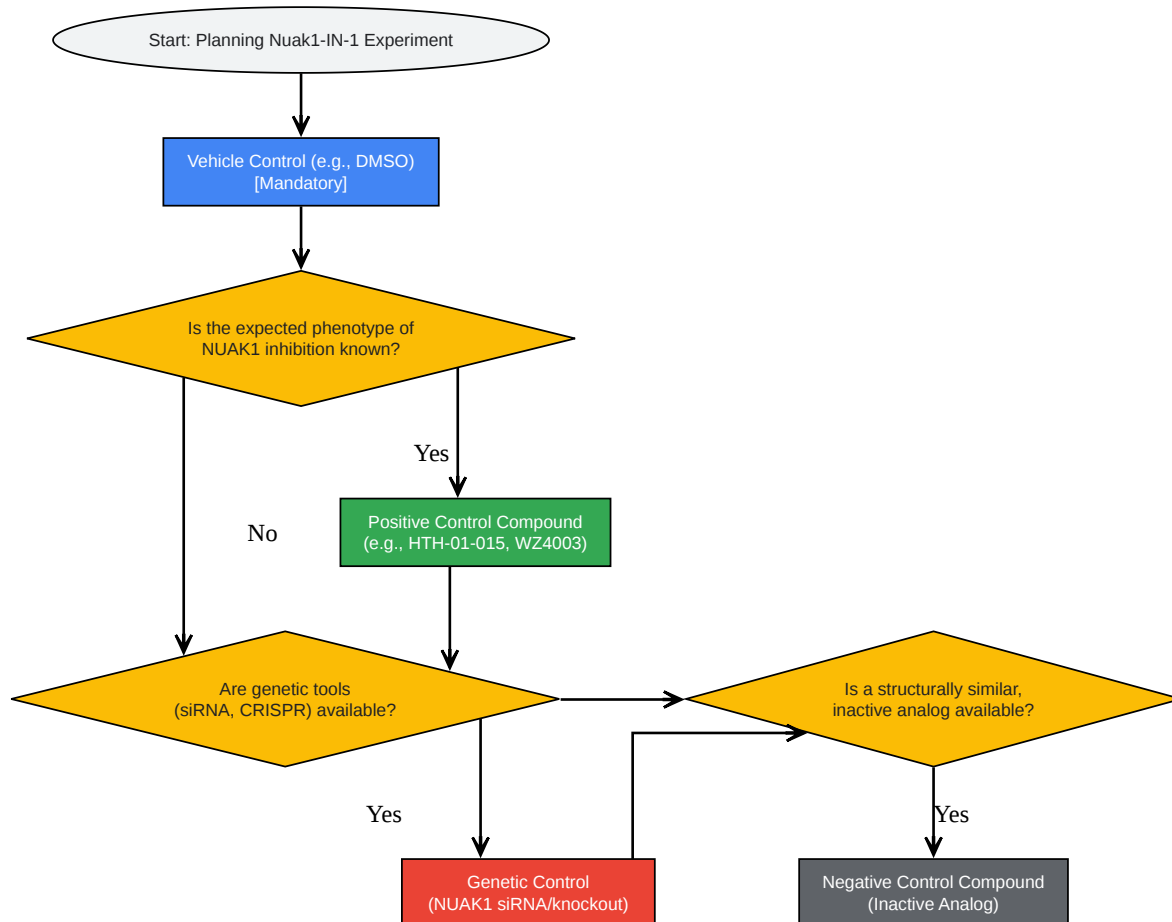 Start: Planning Nuak1-IN-1 Experiment
Vehicle Control (e.g., DMSO)
[Mandatory]
Is the expected phenotype of
NUAK1 inhibition known?
Yes
No
Positive Control Compound
(e.g., HTH-01-015, WZ4003)
Are genetic tools
(siRNA, CRISPR) available?
Is a structurally similar,
inactive analog available?
Yes
Yes
Genetic Control
(NUAK1 siRNA/knockout)
Negative Control Compound
(Inactive Analog)